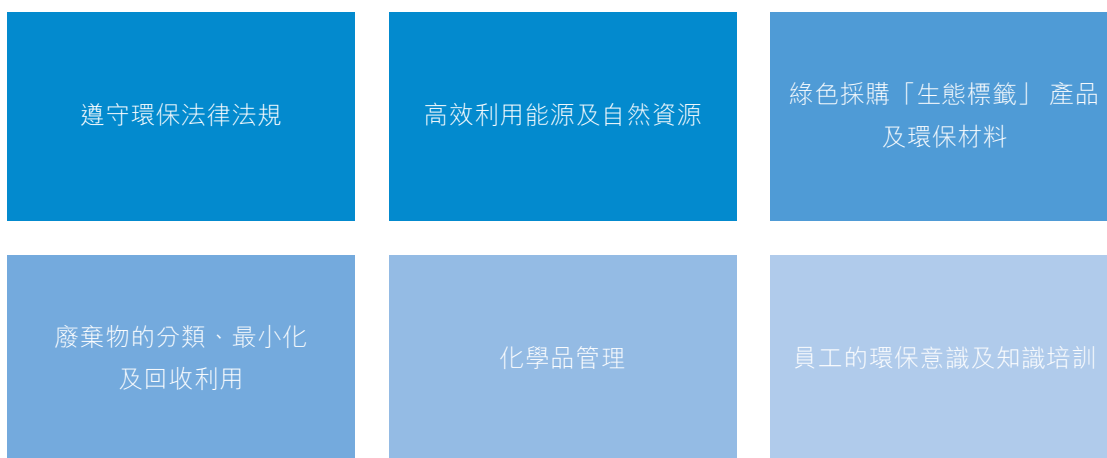 遵守環保法律法規
高效利用能源及自然資源
綠色採購「生態標籤」 產品
及環保材料
廢棄物的分類、最小化
及回收利用
化學品管理
員工的環保意識及知識培訓